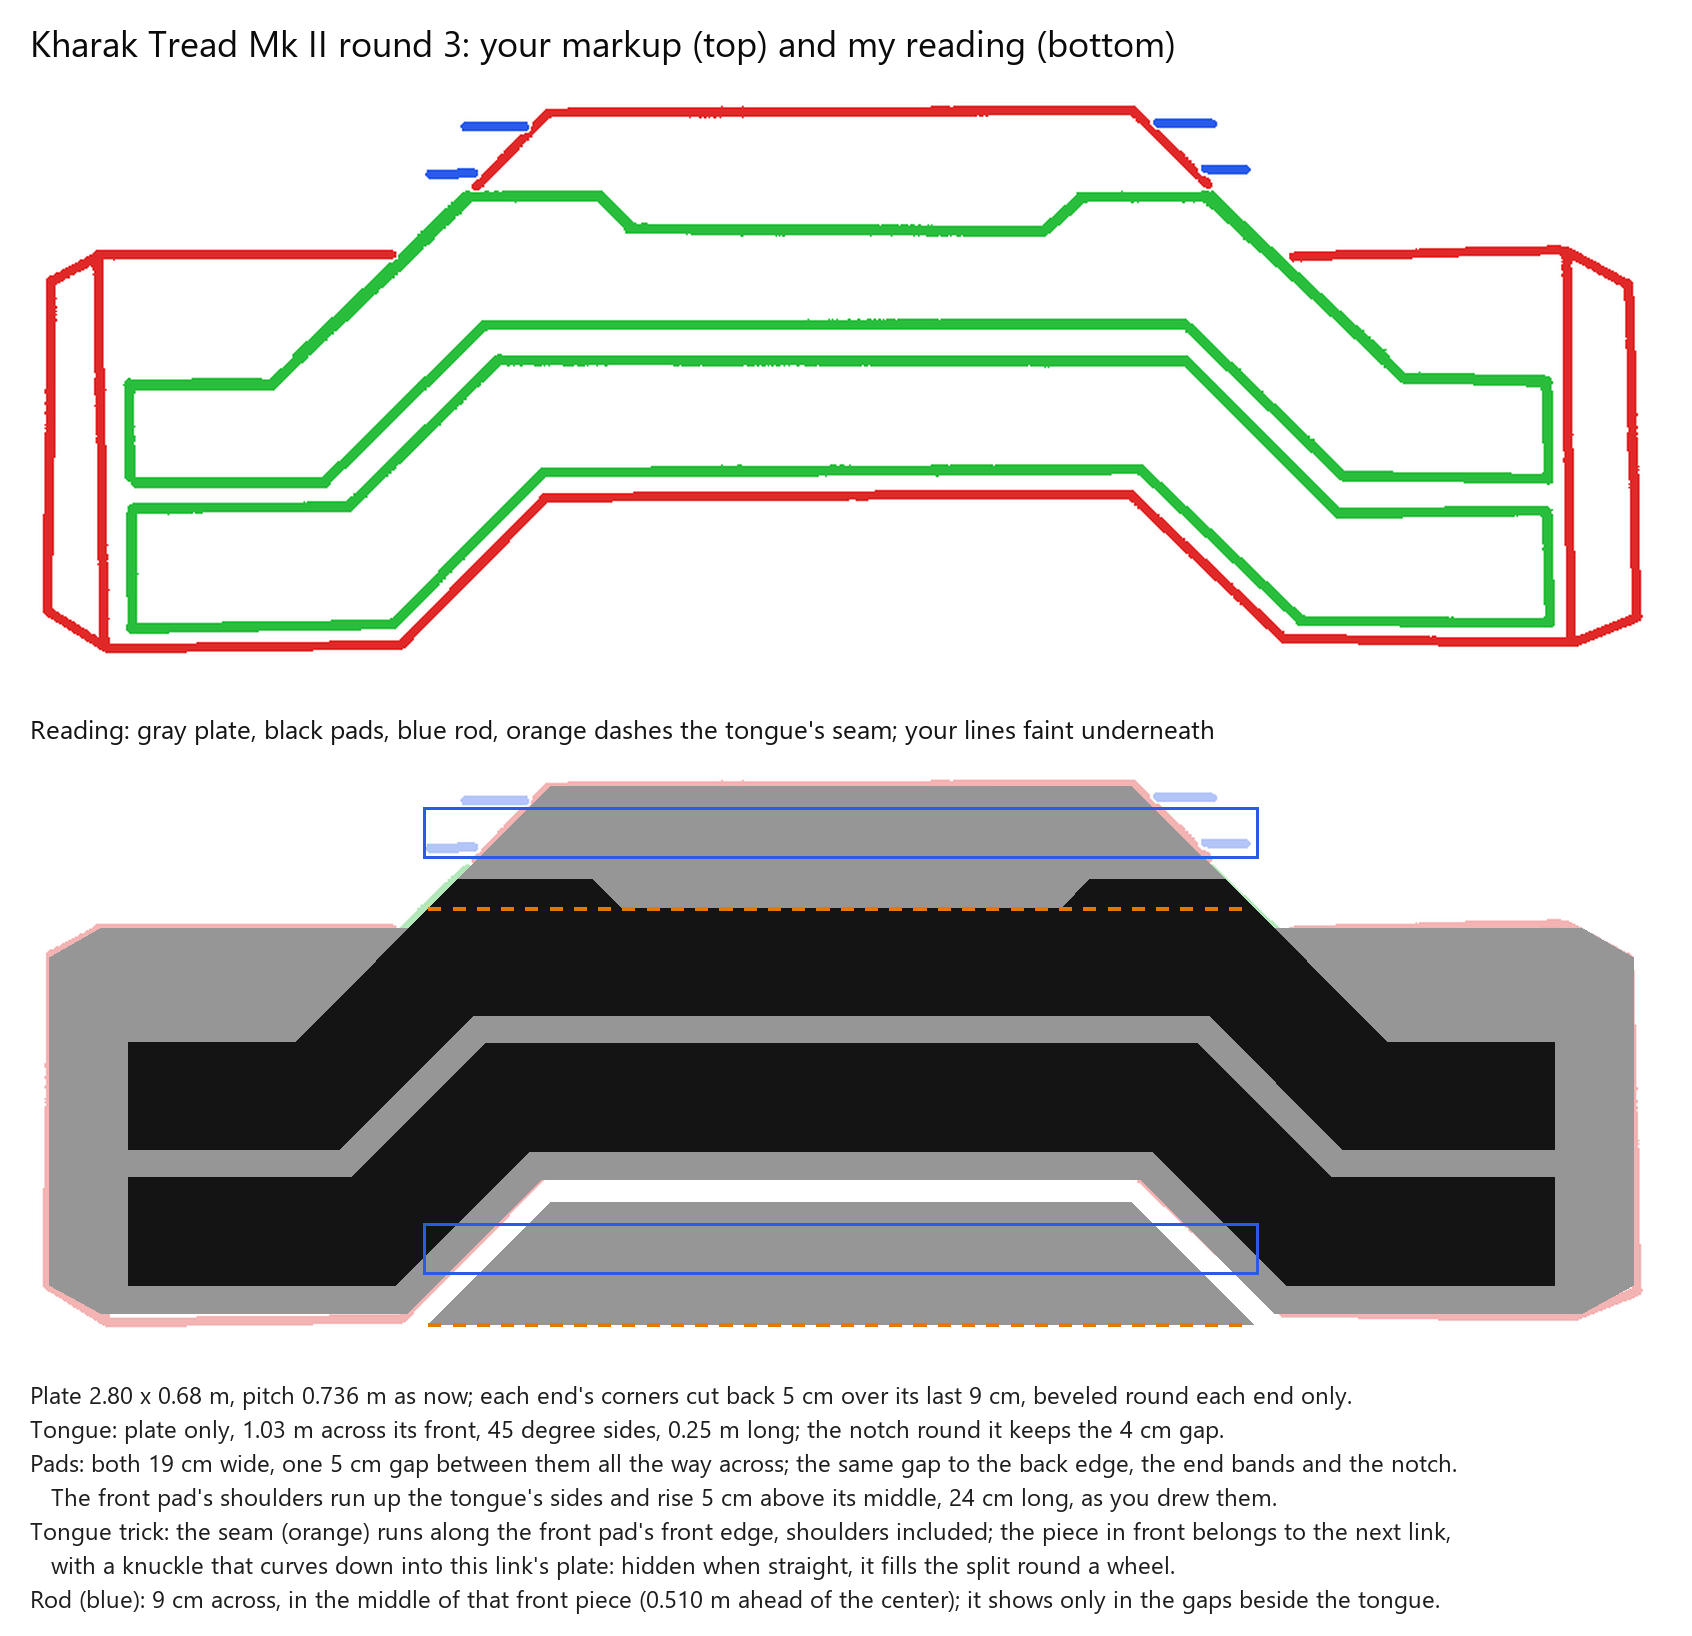 Kharak Tread Mk II round 3: your markup (top) and my reading (bottom)
Reading: gray plate, black pads, blue rod, orange dashes the tongue's seam; your lines faint underneath
Plate 2.80 x 0.68 m, pitch 0.736 m as now; each end's corners cut back 5 cm over its last 9 cm, beveled round each end only.
Tongue: plate only, 1.03 m across its front, 45 degree sides, 0.25 m long; the notch round it keeps the 4 cm gap.
Pads: both 19 cm wide, one 5 cm gap between them all the way across; the same gap to the back edge, the end bands and the notch.
The front pad's shoulders run up the tongue's sides and rise 5 cm above its middle, 24 cm long, as you drew them.
Tongue trick: the seam (orange) runs along the front pad's front edge, shoulders included; the piece in front belongs to the next link,
with a knuckle that curves down into this link's plate: hidden when straight, it fills the split round a wheel.
Rod (blue): 9 cm across, in the middle of that front piece (0.510 m ahead of the center); it shows only in the gaps beside the tongue.